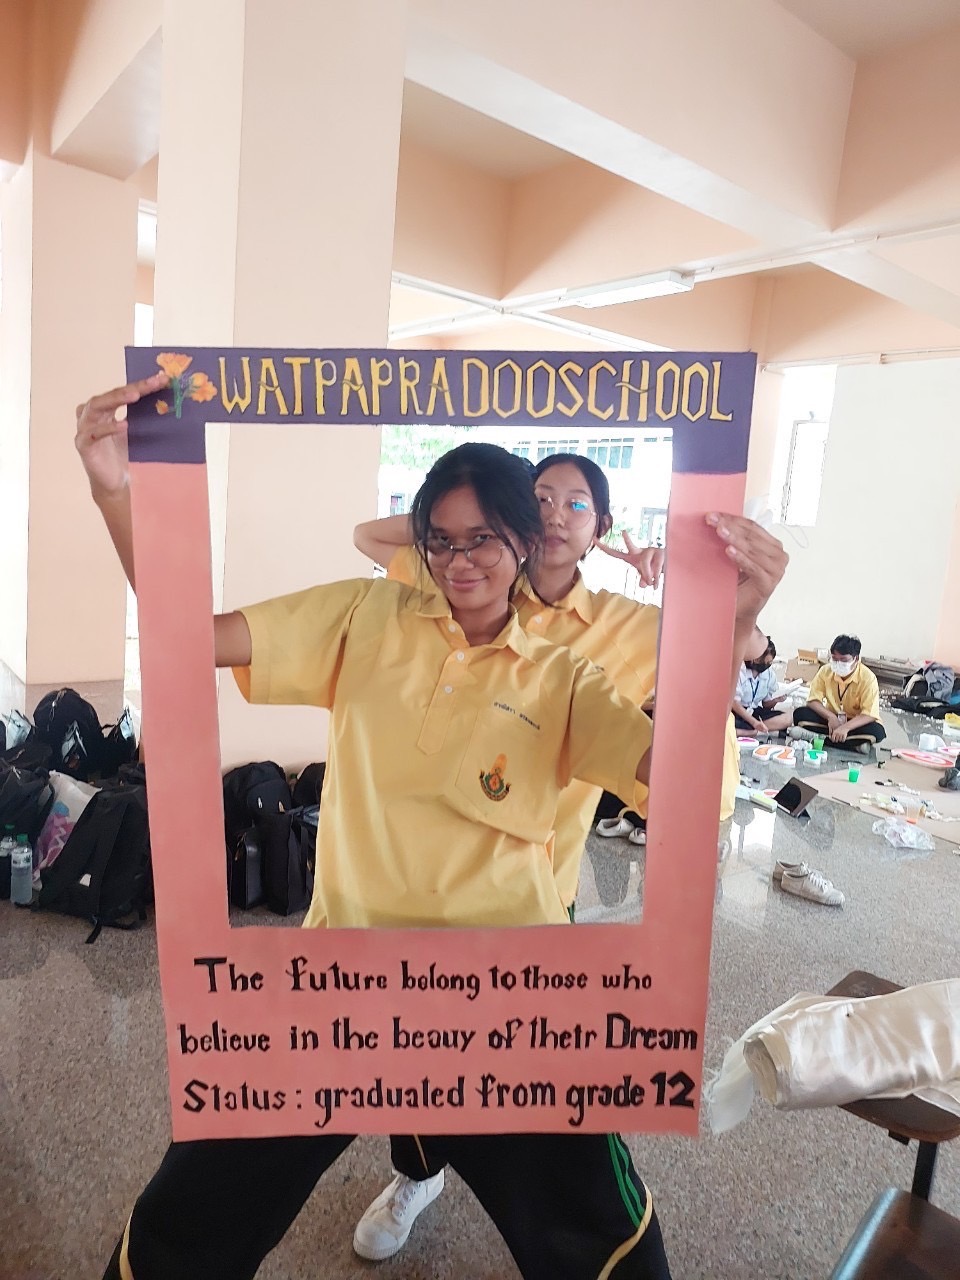 WATPAPRADOOSCHOOL
The future belong to those who
believe in the beauy of their Dream
Status: graduated from grade 12